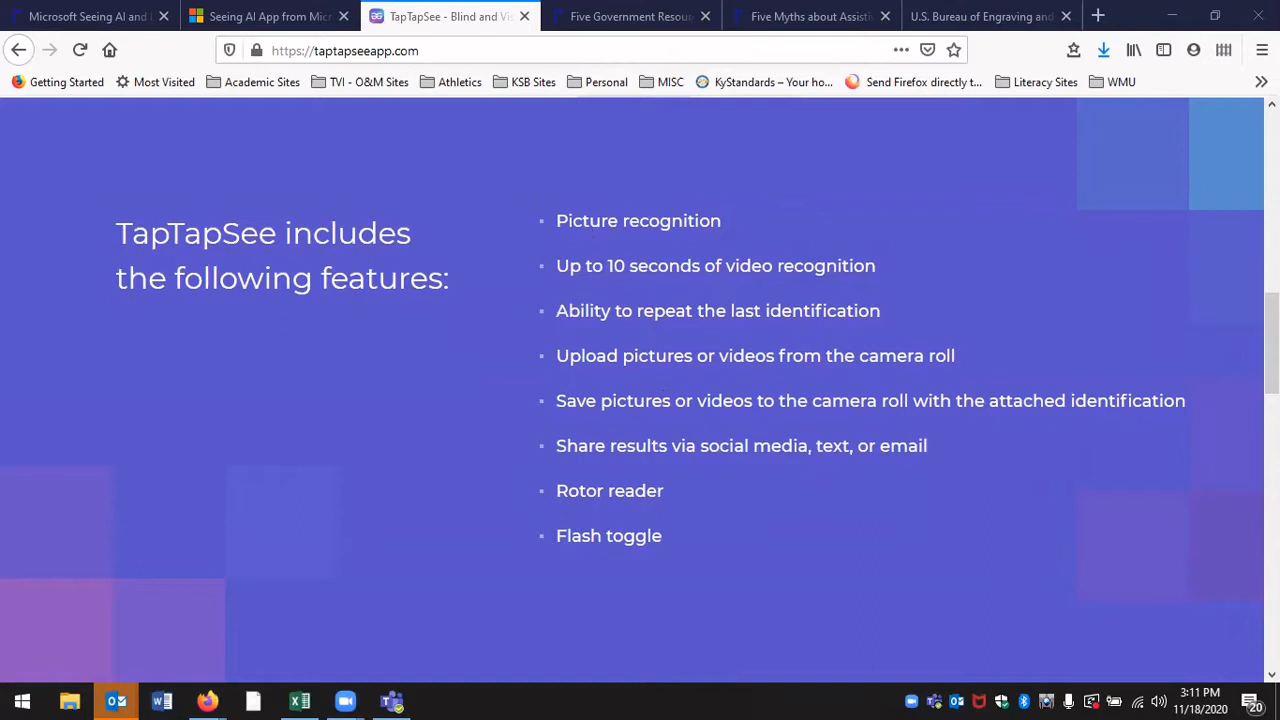 Microsoft Seeing AI and
Seeing AI App from Micr
TapTapSee - Blind and Vis
Five Government Resour
Five Myths about Assistiv
U.S. Bureau of Engraving and
https://taptapseeapp.com
Getting Started
Most Visited
Academic Sites
TVI - O&M Sites
Athletics
KSB Sites
Personal
MISC
KyStandards – Your ho...
Send Firefox directly t...
Literacy Sites
WMU
TapTapSee includes
the following features:
Picture recognition
Up to 10 seconds of video recognition
Ability to repeat the last identification
Upload pictures or videos from the camera roll
Save pictures or videos to the camera roll with the attached identification
Share results via social media, text, or email
Rotor reader
Flash toggle
3:11 PM
11/18/2020
20